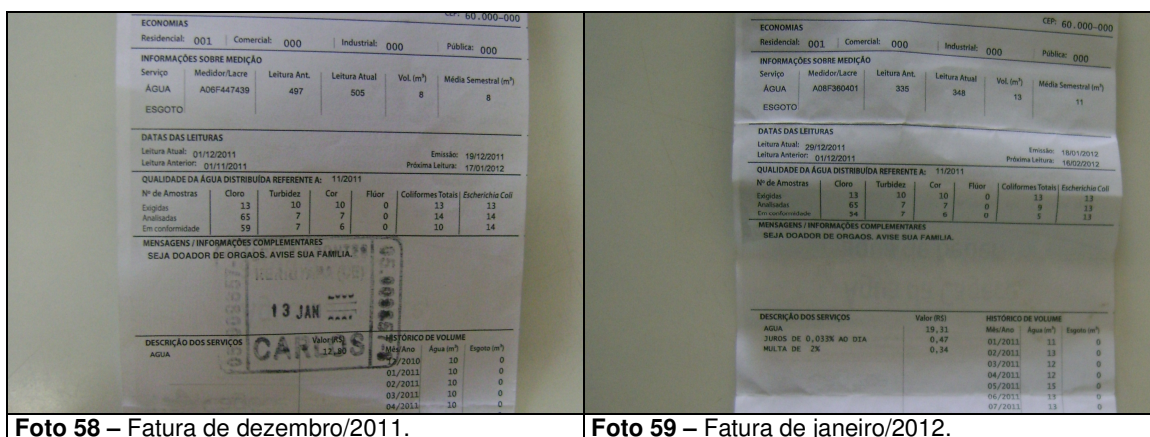 CEP: 60.000-000
ECONOMIAS
Residencial: 001 Comercial: 000 Industrial: 000 Pública: 000
INFORMAÇÕES SOBRE MEDIÇÃO
Serviço Medidor/Lacre Leitura Ant. Leitura Atual Vol. (m³) Média Semestral (m³)
ÁGUA A06F447439 497 505 8 8
ESGOTO
DATAS DAS LEITURAS
Leitura Atual: 01/12/2011 Emissão: 19/12/2011
Leitura Anterior: 01/11/2011 Próxima Leitura: 17/01/2012
QUALIDADE DA ÁGUA DISTRIBUÍDA REFERENTE A: 11/2011
Nº de Amostras Cloro Turbidez Cor Flúor Coliformes Totais Escherichia Coli
Exigidas 13 10 10 0 13 13
Analisadas 65 7 7 0 14 14
Em conformidade 59 7 6 0 10 14
MENSAGENS / INFORMAÇÕES COMPLEMENTARES
SEJA DOADOR DE ORGAOS. AVISE SUA FAMILIA.
13 JAN
DESCRIÇÃO DOS SERVIÇOS Valor (R$) HISTÓRICO DE VOLUME
AGUA Mês/Ano Água (m³) Esgoto (m³)
12/2010 10 0
01/2011 10 0
02/2011 10 0
03/2011 10 0
04/2011 10 0
Foto 58 – Fatura de dezembro/2011.
CEP: 60.000-000
ECONOMIAS
Residencial: 001 Comercial: 000 Industrial: 000 Pública: 000
INFORMAÇÕES SOBRE MEDIÇÃO
Serviço Medidor/Lacre Leitura Ant. Leitura Atual Vol. (m³) Média Semestral (m³)
ÁGUA A08F360401 335 348 13 11
ESGOTO
DATAS DAS LEITURAS
Leitura Atual: 29/12/2011 Emissão: 18/01/2012
Leitura Anterior: 01/12/2011 Próxima Leitura: 16/02/2012
QUALIDADE DA ÁGUA DISTRIBUÍDA REFERENTE A: 11/2011
Nº de Amostras Cloro Turbidez Cor Flúor Coliformes Totais Escherichia Coli
Exigidas 13 10 10 0 13 13
Analisadas 65 7 7 0 9 13
Em conformidade 54 7 6 0 5 13
MENSAGENS / INFORMAÇÕES COMPLEMENTARES
SEJA DOADOR DE ORGAOS. AVISE SUA FAMILIA.
DESCRIÇÃO DOS SERVIÇOS Valor (R$) HISTÓRICO DE VOLUME
AGUA 19,31 Mês/Ano Água (m³) Esgoto (m³)
JUROS DE 0,033% AO DIA 0,47 01/2011 11 0
MULTA DE 2% 0,34 02/2011 13 0
03/2011 12 0
04/2011 12 0
05/2011 15 0
06/2011 13 0
07/2011 13 0
Foto 59 – Fatura de janeiro/2012.